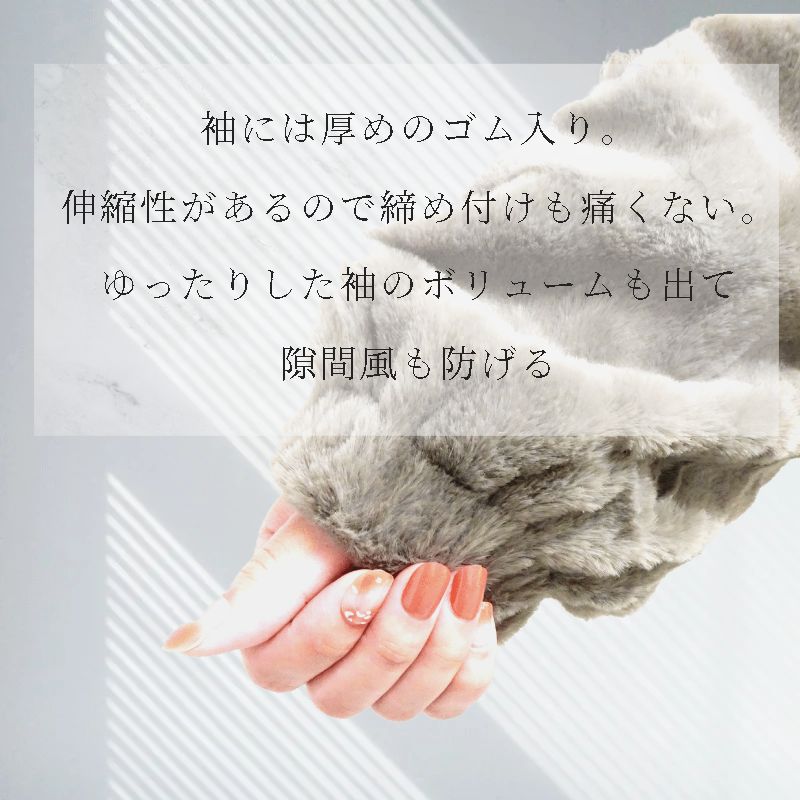 袖には厚めのゴム入り。
伸縮性があるので締め付けも痛くない。
ゆったりした袖のボリュームも出て
隙間風も防げる